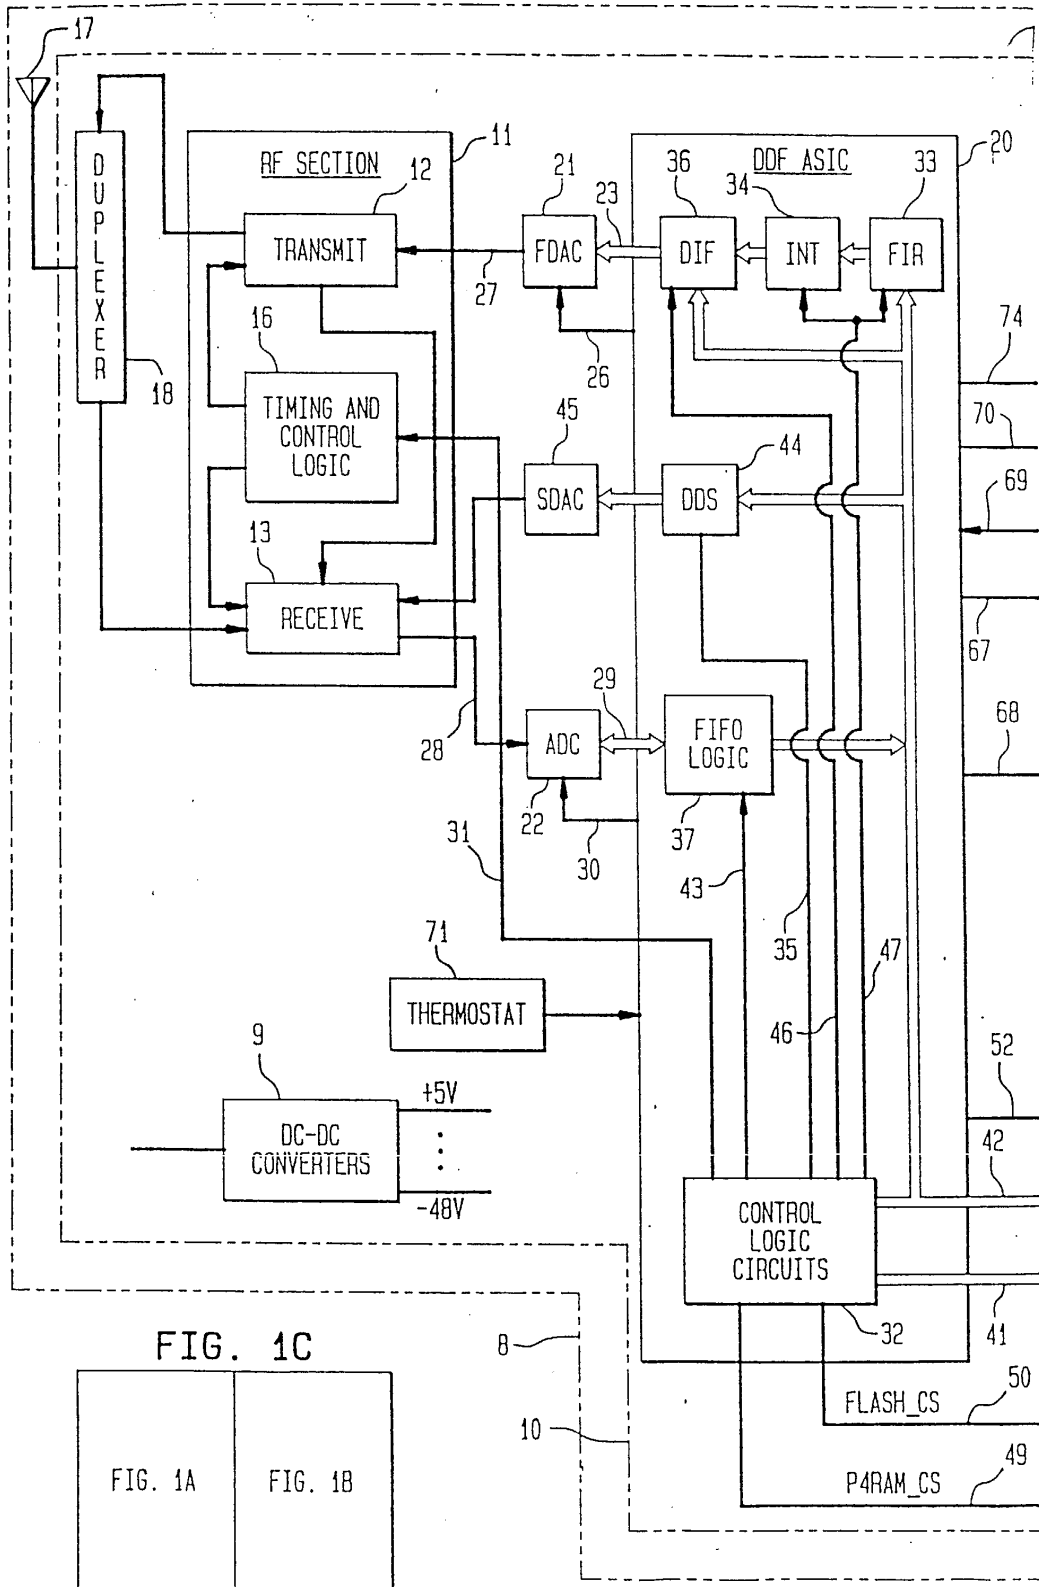 17
DUPLEXER
18
RF SECTION
11
12
TRANSMIT
16
TIMING AND
CONTROL
LOGIC
13
RECEIVE
21
FDAC
23
27
26
45
SDAC
28
29
ADC
22
30
31
DDF ASIC
20
36
DIF
34
INT
33
FIR
44
DDS
FIFO
LOGIC
37
43
35
46
47
74
70
69
67
68
52
42
41
71
THERMOSTAT
9
DC-DC
CONVERTERS
+5V
-48V
CONTROL
LOGIC
CIRCUITS
32
8
10
FLASH_CS
50
P4RAM_CS
49
FIG. 1C
FIG. 1A
FIG. 1B